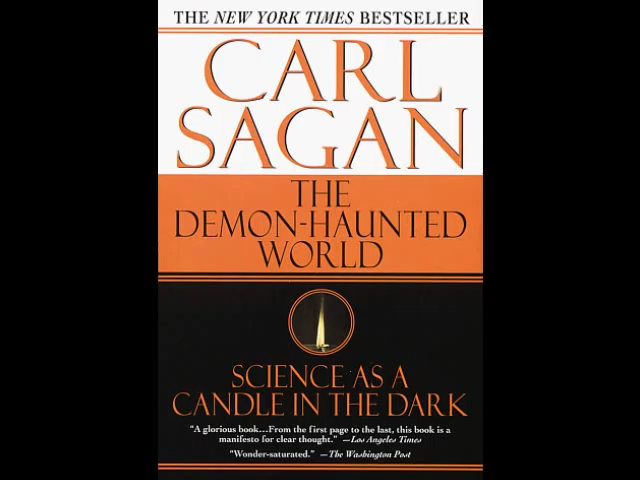 THE NEW YORK TIMES BESTSELLER
CARL
SAGAN
THE
DEMON-HAUNTED
WORLD
SCIENCE AS A
CANDLE IN THE DARK
"A glorious book...From the first page to the last, this book is a
manifesto for clear thought." —Los Angeles Times
"Wonder-saturated." —The Washington Post